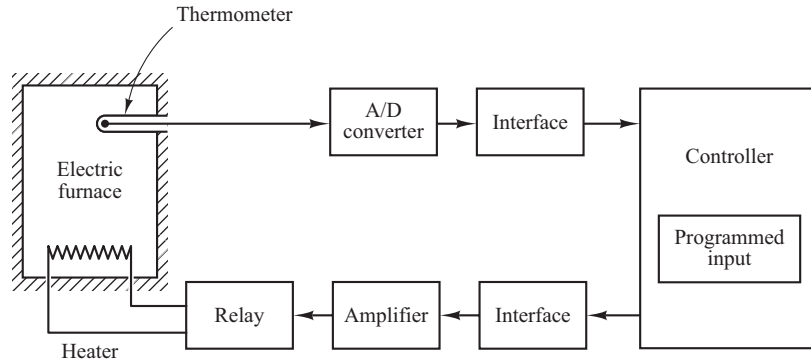 Thermometer
A/D
converter
Interface
Controller
Electric
furnace
Programmed
input
Relay
Amplifier
Interface
Heater